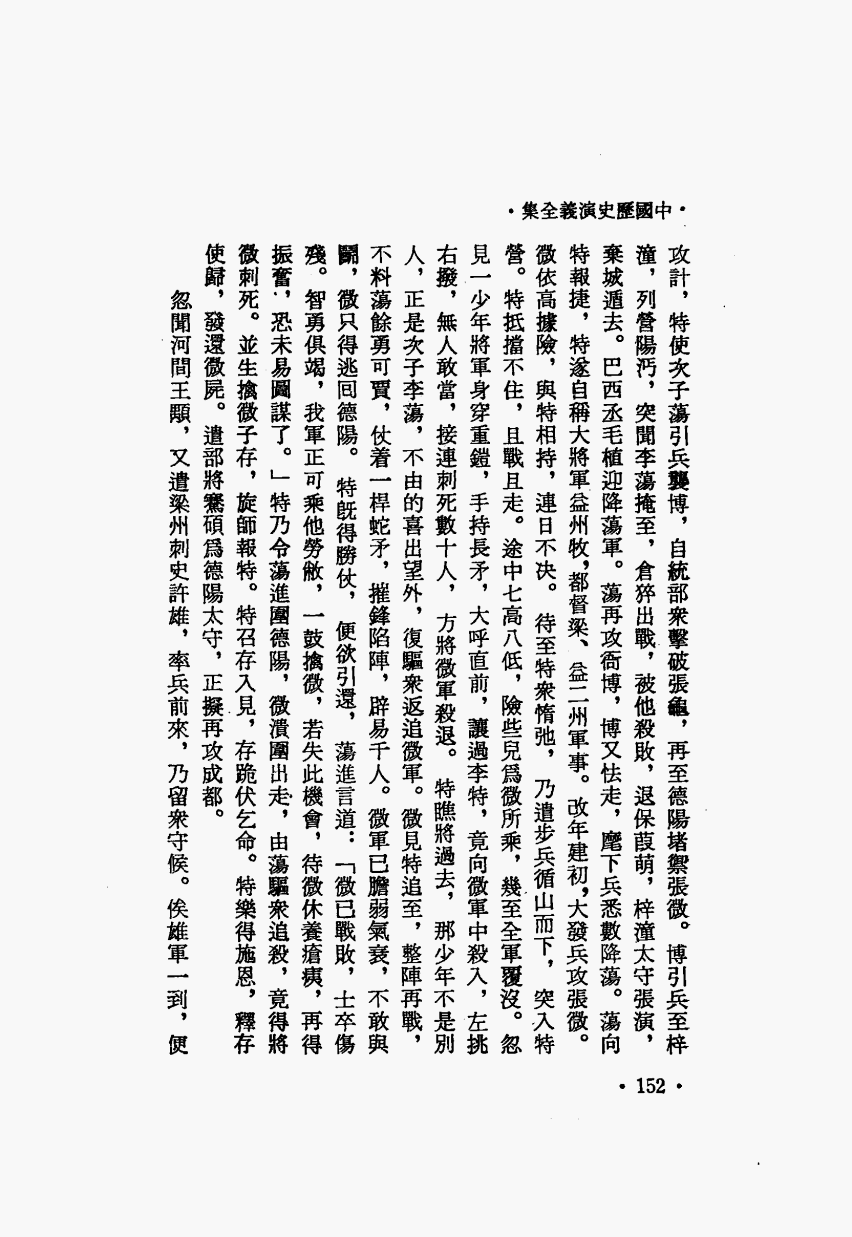 ·中國歷史演義全集·
攻計，特使次子蕩引兵襲博，自統部衆擊破張龜，再至德陽堵禦張微。博引兵至梓
潼，列營陽沔，突聞李蕩掩至，倉猝出戰，被他殺敗，退保葭萌，梓潼太守張演，
棄城遁去。巴西丞毛植迎降蕩軍。蕩再攻衙博，博又怯走，麾下兵悉數降蕩。蕩向
特報捷，特遂自稱大將軍益州牧，都督梁、益二州軍事。改年建初，大發兵攻張微。
微依高據險，與特相持，連日不決。待至特衆惰弛，乃遣步兵循山而下，突入特
營。特抵擋不住，且戰且走。途中七高八低，險些兒爲微所乘，幾至全軍覆沒。忽
見一少年將軍身穿重鎧，手持長矛，大呼直前，讓過李特，竟向微軍中殺入，左挑
右撥，無人敢當，接連刺死數十人，方將微軍殺退。特瞧將過去，那少年不是別
人，正是次子李蕩，不由的喜出望外，復驅衆返追微軍。微見特追至，整陣再戰，
不料蕩餘勇可賈，仗着一桿蛇矛，摧鋒陷陣，辟易千人。微軍已膽弱氣衰，不敢與
鬭，微只得逃回德陽。特既得勝仗，便欲引還，蕩進言道：「微已戰敗，士卒傷
殘。智勇俱竭，我軍正可乘他勞敝，一鼓擒微，若失此機會，待微休養瘡痍，再得
振奮，恐未易圖謀了。」特乃令蕩進圍德陽，微潰圍出走，由蕩驅衆追殺，竟得將
微刺死。並生擒微子存，旋師報特。特召存入見，存跪伏乞命。特樂得施恩，釋存
使歸，發還微屍。遣部將騫碩爲德陽太守，正擬再攻成都。
忽聞河間王顒，又遣梁州刺史許雄，率兵前來，乃留衆守候。俟雄軍一到，便
·152·